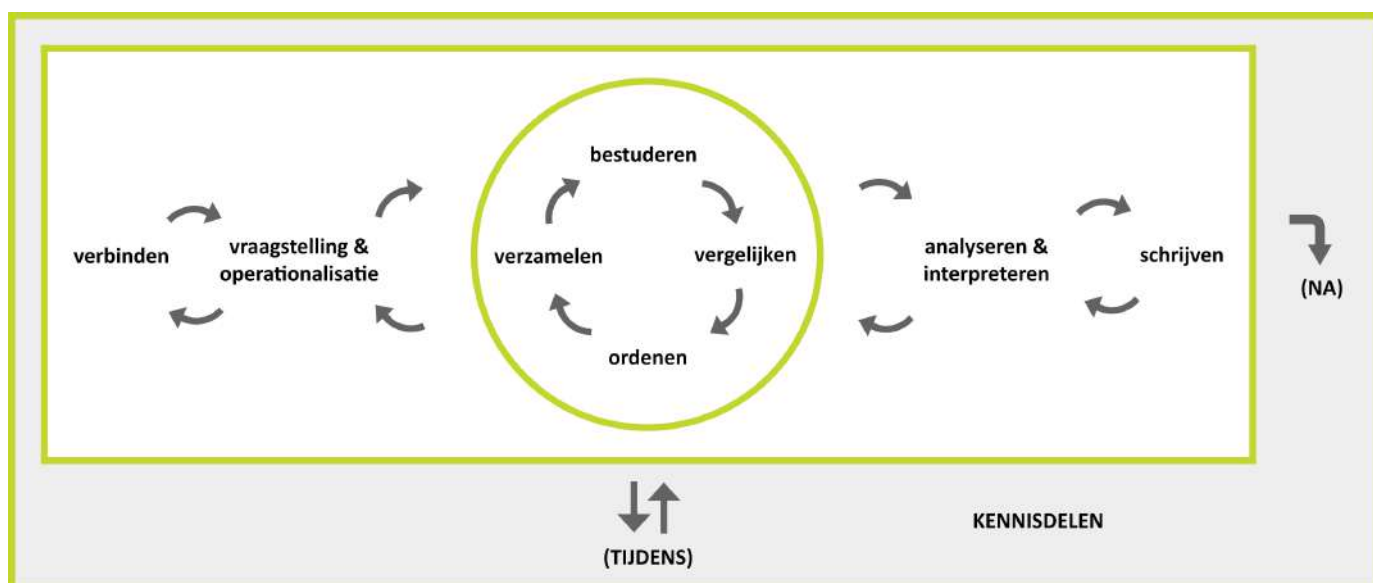 bestuderen
verbinden
vraagstelling &
operationalisatie
verzamelen
vergelijken
analyseren &
interpreteren
schrijven
(NA)
ordenen
KENNISDELEN
(TIJDENS)